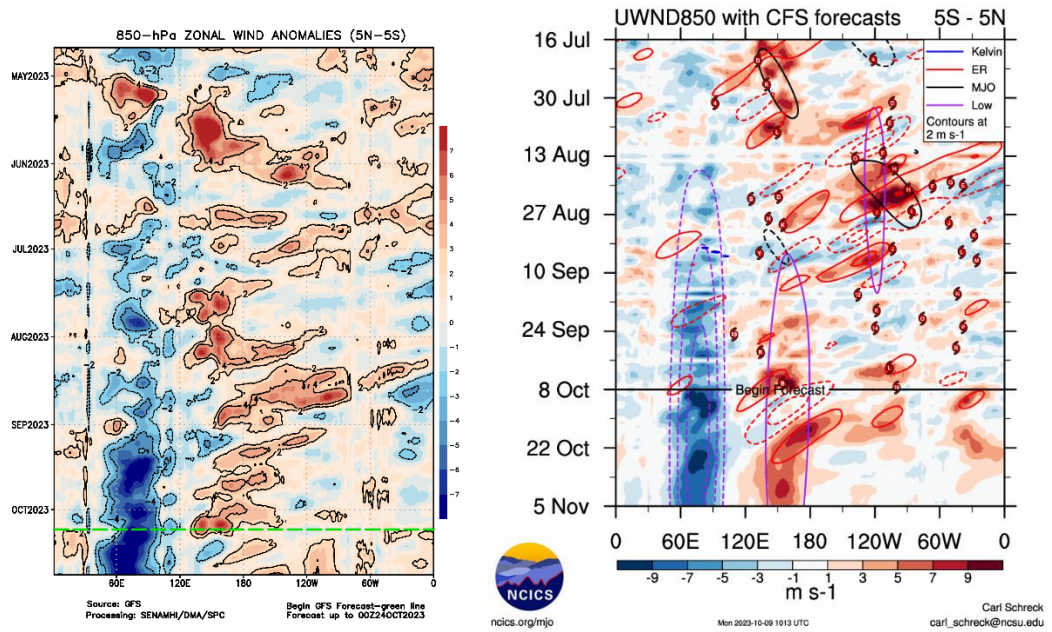 850-hPa ZONAL WIND ANOMALIES (5N-5S)
MAY2023
JUN2023
JUL2023
AUG2023
SEP2023
OCT2023
60E 120E 180 120W 60W 0
7
6
5
4
3
2
1
0
-1
-2
-3
-4
-5
-6
-7
Source: GFS
Processing: SENAMHI/DMA/SPC
Begin GFS Forecast-green line
Forecast up to 00Z24OCT2023
UWND850 with CFS forecasts 5S - 5N
16 Jul
30 Jul
13 Aug
27 Aug
10 Sep
24 Sep
8 Oct
22 Oct
5 Nov
Kelvin
ER
MJO
Low
Contours at
2 m s-1
Begin Forecast
0 60E 120E 180 120W 60W 0
-9 -7 -5 -3 -1 1 3 5 7 9
m s-1
NCICS
ncics.org/mjo
Mon 2023-10-09 1013 UTC
Carl Schreck
carl_schreck@ncsu.edu